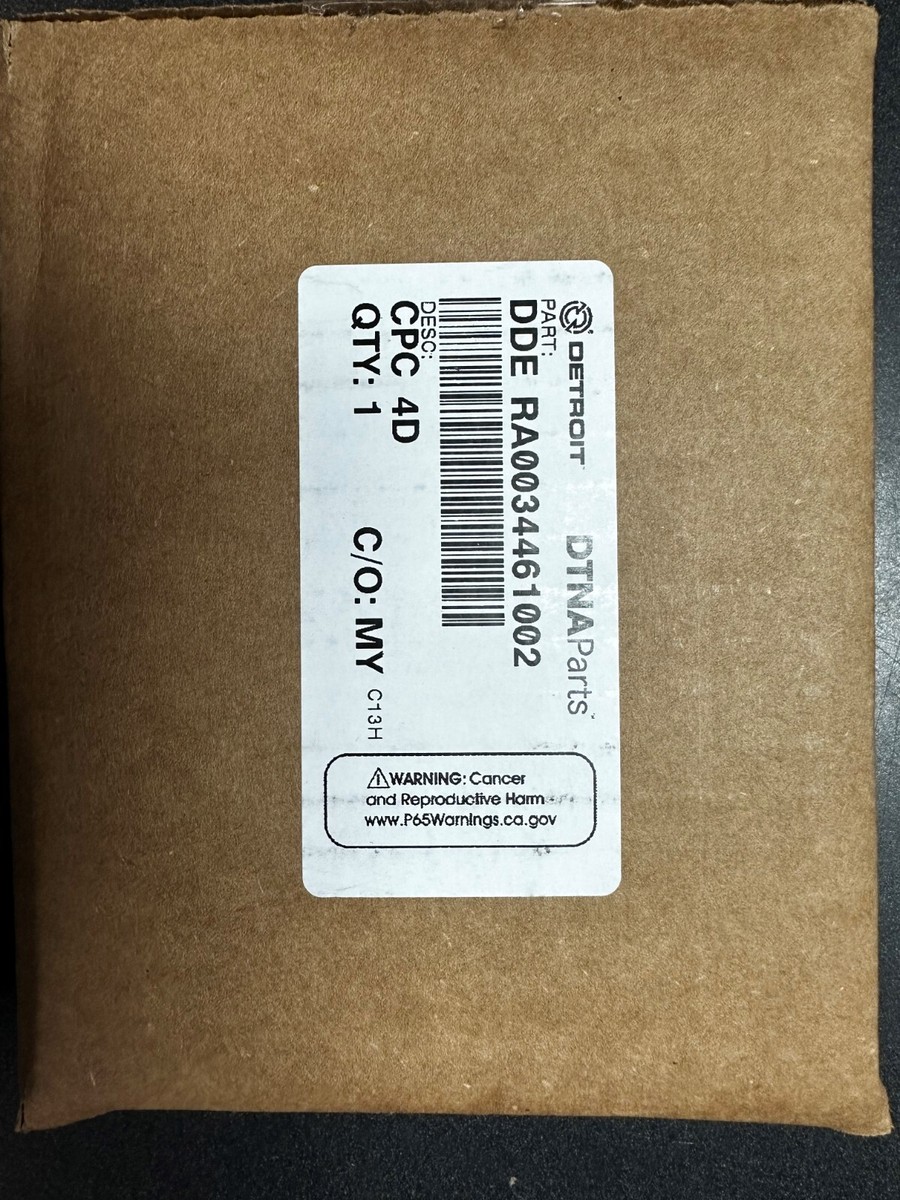 DETROIT DTNAParts
PART:
DDE RA0034461002
DESC:
CPC 4D
QTY: 1 C/O: MY C13H
WARNING: Cancer
and Reproductive Harm
www.P65Warnings.ca.gov